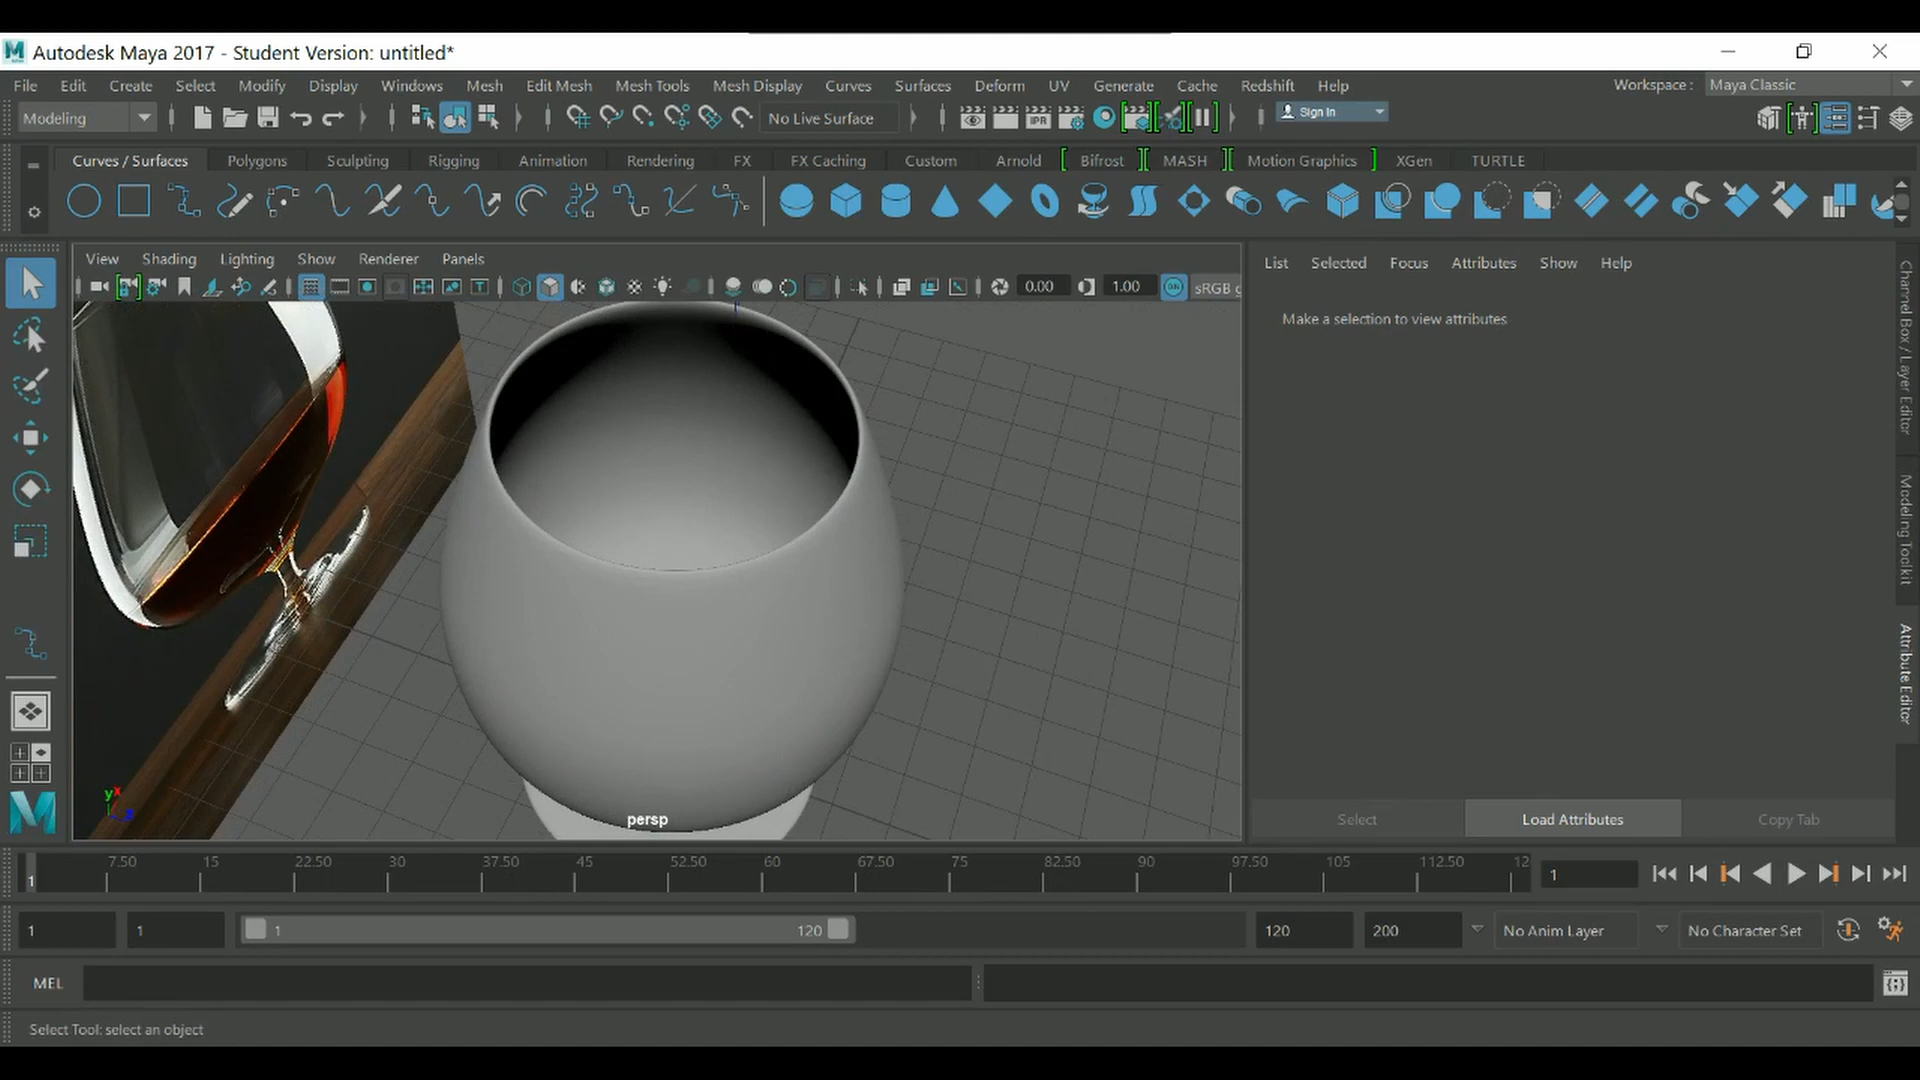 Autodesk Maya 2017 - Student Version: untitled*
File Edit Create Select Modify Display Windows Mesh Edit Mesh Mesh Tools Mesh Display Curves Surfaces Deform UV Generate Cache Redshift Help Workspace : Maya Classic
Modeling No Live Surface IPR Sign In
Curves / Surfaces Polygons Sculpting Rigging Animation Rendering FX FX Caching Custom Arnold Bifrost MASH Motion Graphics XGen TURTLE
View Shading Lighting Show Renderer Panels
0.00 1.00 ON sRGB g
List Selected Focus Attributes Show Help
Make a selection to view attributes
Channel Box / Layer Editor
Modeling Toolkit
Attribute Editor
y x z
persp
Select Load Attributes Copy Tab
1 7.50 15 22.50 30 37.50 45 52.50 60 67.50 75 82.50 90 97.50 105 112.50 12 1
1 1 1 120 120 200 No Anim Layer No Character Set
MEL
Select Tool: select an object